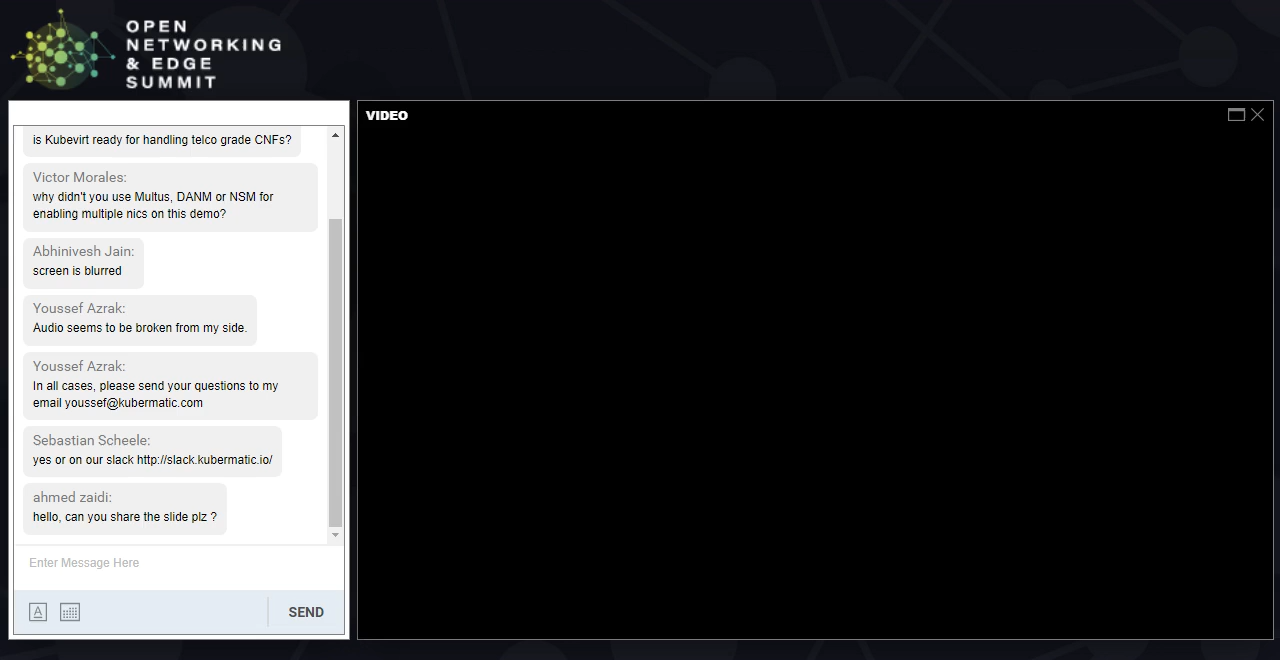 OPEN
NETWORKING
& EDGE
SUMMIT
is Kubevirt ready for handling telco grade CNFs?
Victor Morales:
why didn't you use Multus, DANM or NSM for
enabling multiple nics on this demo?
Abhinivesh Jain:
screen is blurred
Youssef Azrak:
Audio seems to be broken from my side.
Youssef Azrak:
In all cases, please send your questions to my
email youssef@kubermatic.com
Sebastian Scheele:
yes or on our slack http://slack.kubermatic.io/
ahmed zaidi:
hello, can you share the slide plz ?
Enter Message Here
A
SEND
VIDEO